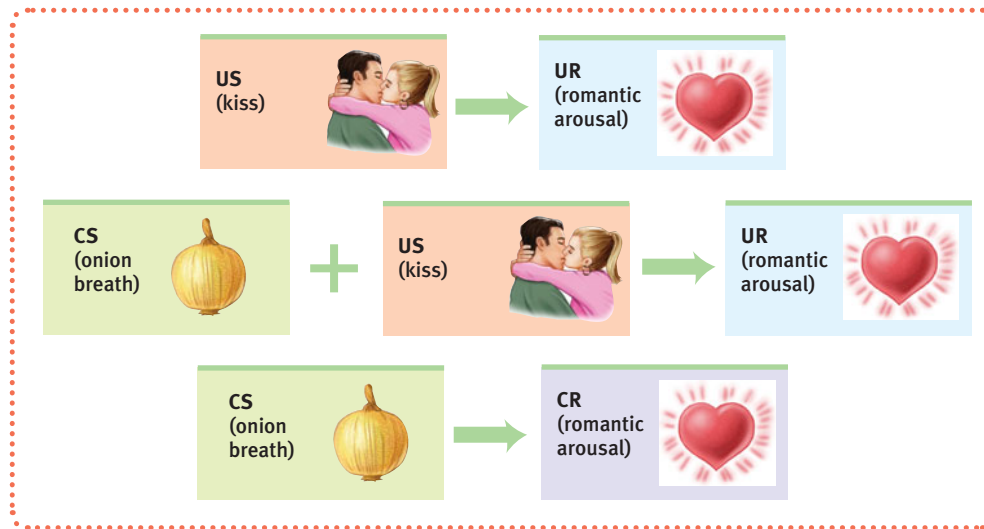 US
(kiss)
UR
(romantic
arousal)
CS
(onion
breath)
US
(kiss)
UR
(romantic
arousal)
CS
(onion
breath)
CR
(romantic
arousal)